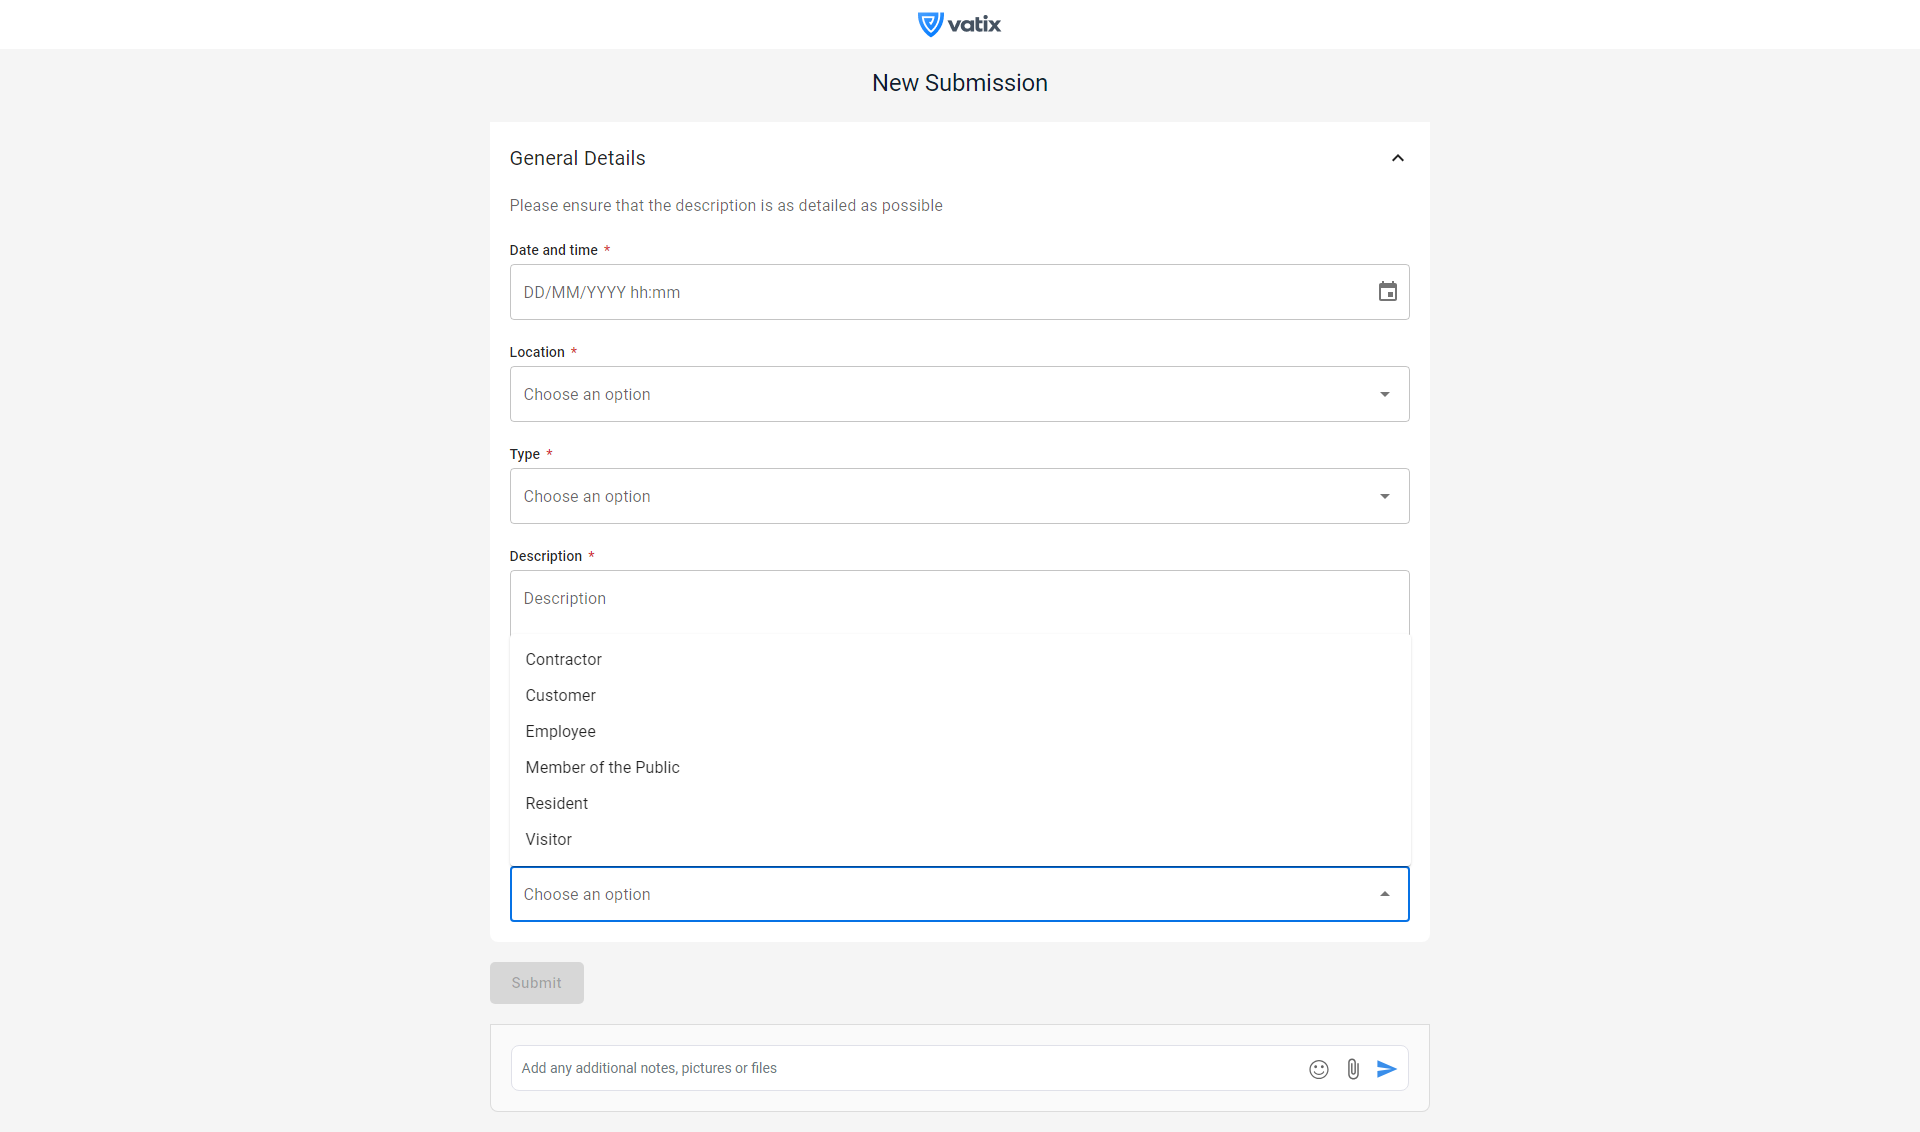 vatix
New Submission
General Details
Please ensure that the description is as detailed as possible
Date and time *
DD/MM/YYYY hh:mm
Location *
Choose an option
Type *
Choose an option
Description *
Description
Contractor
Customer
Employee
Member of the Public
Resident
Visitor
Choose an option
Submit
Add any additional notes, pictures or files